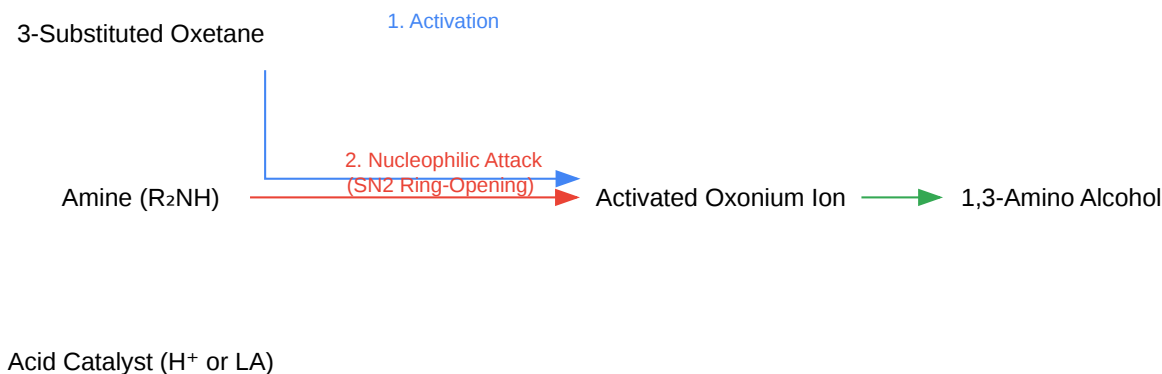 1. Activation
3-Substituted Oxetane
2. Nucleophilic Attack
(SN2 Ring-Opening)
Amine (R₂NH)
Activated Oxonium Ion
1,3-Amino Alcohol
Acid Catalyst (H⁺ or LA)